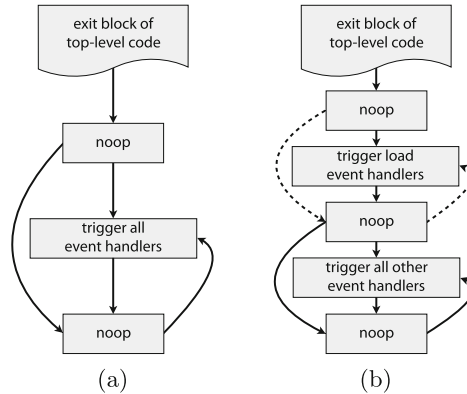 exit block of
top-level code
noop
trigger all
event handlers
noop
(a)
exit block of
top-level code
noop
trigger load
event handlers
noop
trigger all other
event handlers
noop
(b)